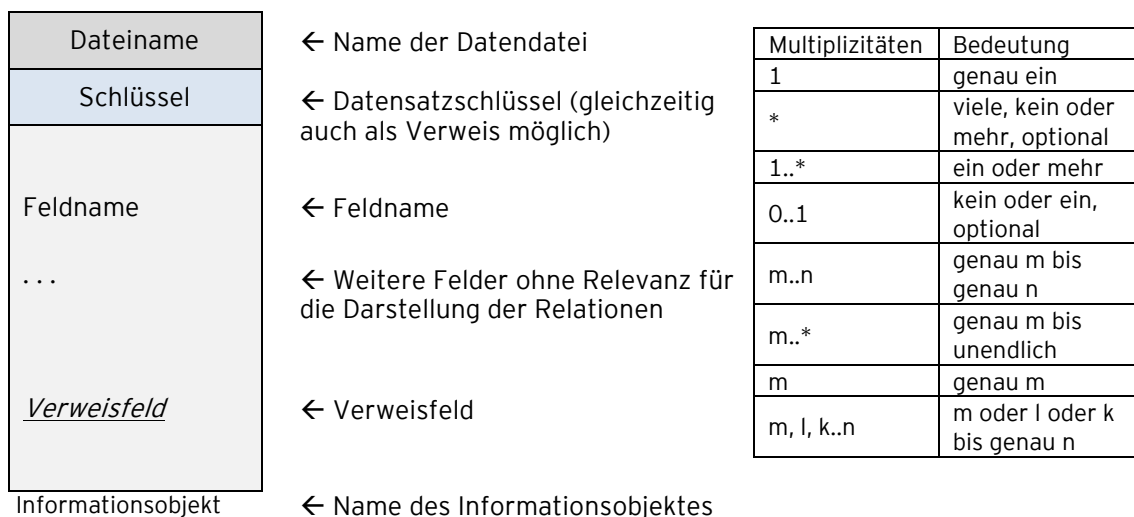 Dateiname
Schlüssel
Feldname
. . .
Verweisfeld
Informationsobjekt
← Name der Datendatei
← Datensatzschlüssel (gleichzeitig
auch als Verweis möglich)
← Feldname
← Weitere Felder ohne Relevanz für
die Darstellung der Relationen
← Verweisfeld
← Name des Informationsobjektes
Multiplizitäten Bedeutung
1 genau ein
* viele, kein oder
mehr, optional
1..* ein oder mehr
0..1 kein oder ein,
optional
m..n genau m bis
genau n
m..* genau m bis
unendlich
m genau m
m, l, k..n m oder l oder k
bis genau n